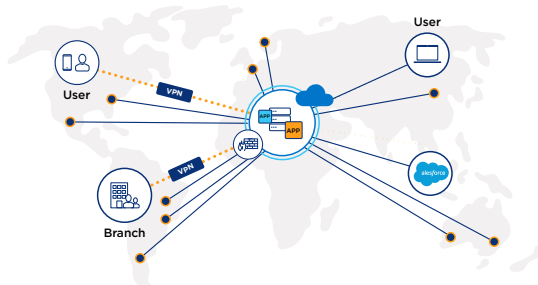 User
VPN
User
APP
APP
salesforce
VPN
Branch